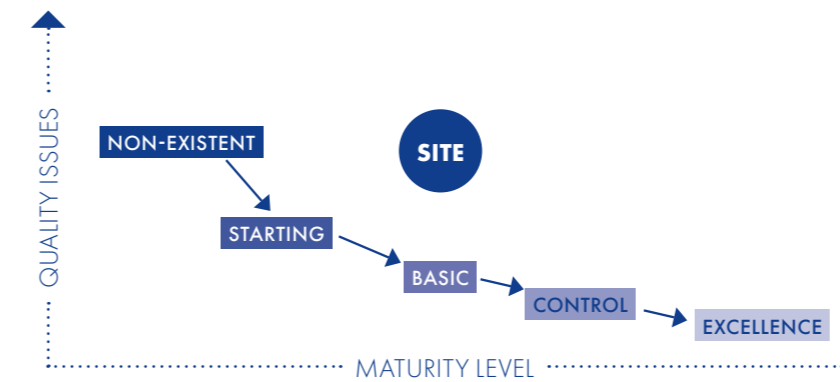 QUALITY ISSUES
NON-EXISTENT
SITE
STARTING
BASIC
CONTROL
EXCELLENCE
MATURITY LEVEL